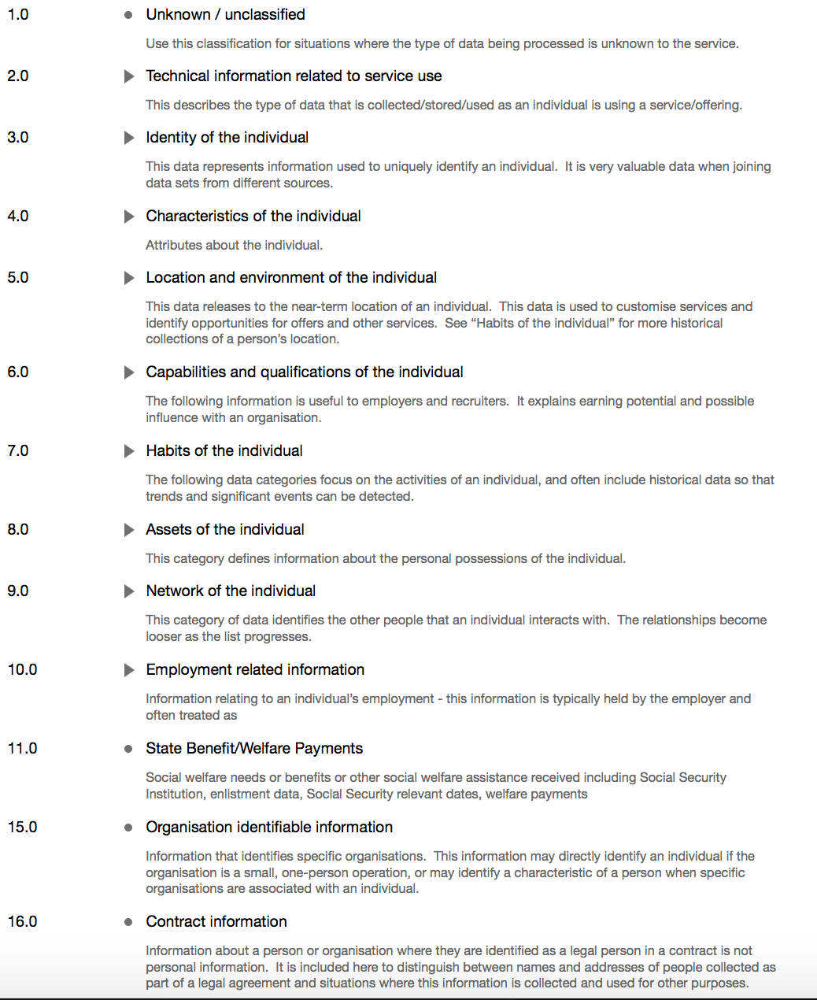 1.0 Unknown / unclassified
Use this classification for situations where the type of data being processed is unknown to the service.
2.0 Technical information related to service use
This describes the type of data that is collected/stored/used as an individual is using a service/offering.
3.0 Identity of the individual
This data represents information used to uniquely identify an individual.  It is very valuable data when joining
data sets from different sources.
4.0 Characteristics of the individual
Attributes about the individual.
5.0 Location and environment of the individual
This data releases to the near-term location of an individual.  This data is used to customise services and
identify opportunities for offers and other services.  See “Habits of the individual” for more historical
collections of a person’s location.
6.0 Capabilities and qualifications of the individual
The following information is useful to employers and recruiters.  It explains earning potential and possible
influence with an organisation.
7.0 Habits of the individual
The following data categories focus on the activities of an individual, and often include historical data so that
trends and significant events can be detected.
8.0 Assets of the individual
This category defines information about the personal possessions of the individual.
9.0 Network of the individual
This category of data identifies the other people that an individual interacts with.  The relationships become
looser as the list progresses.
10.0 Employment related information
Information relating to an individual’s employment - this information is typically held by the employer and
often treated as
11.0 State Benefit/Welfare Payments
Social welfare needs or benefits or other social welfare assistance received including Social Security
Institution, enlistment data, Social Security relevant dates, welfare payments
15.0 Organisation identifiable information
Information that identifies specific organisations.  This information may directly identify an individual if the
organisation is a small, one-person operation, or may identify a characteristic of a person when specific
organisations are associated with an individual.
16.0 Contract information
Information about a person or organisation where they are identified as a legal person in a contract is not
personal information.  It is included here to distinguish between names and addresses of people collected as
part of a legal agreement and situations where this information is collected and used for other purposes.